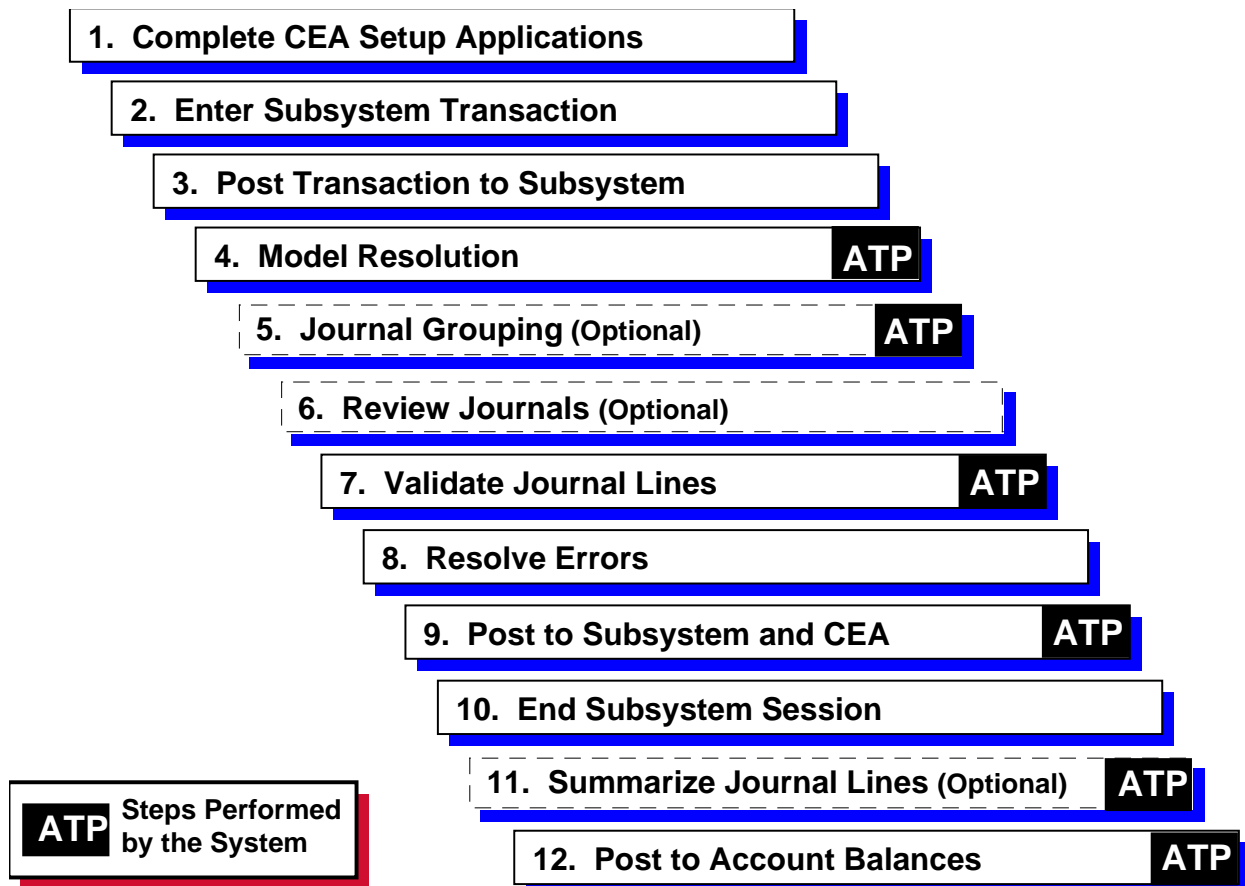 1. Complete CEA Setup Applications
2. Enter Subsystem Transaction
3. Post Transaction to Subsystem
4. Model Resolution ATP
5. Journal Grouping (Optional) ATP
6. Review Journals (Optional)
7. Validate Journal Lines ATP
8. Resolve Errors
9. Post to Subsystem and CEA ATP
10. End Subsystem Session
11. Summarize Journal Lines (Optional) ATP
12. Post to Account Balances ATP
ATP Steps Performed
by the System